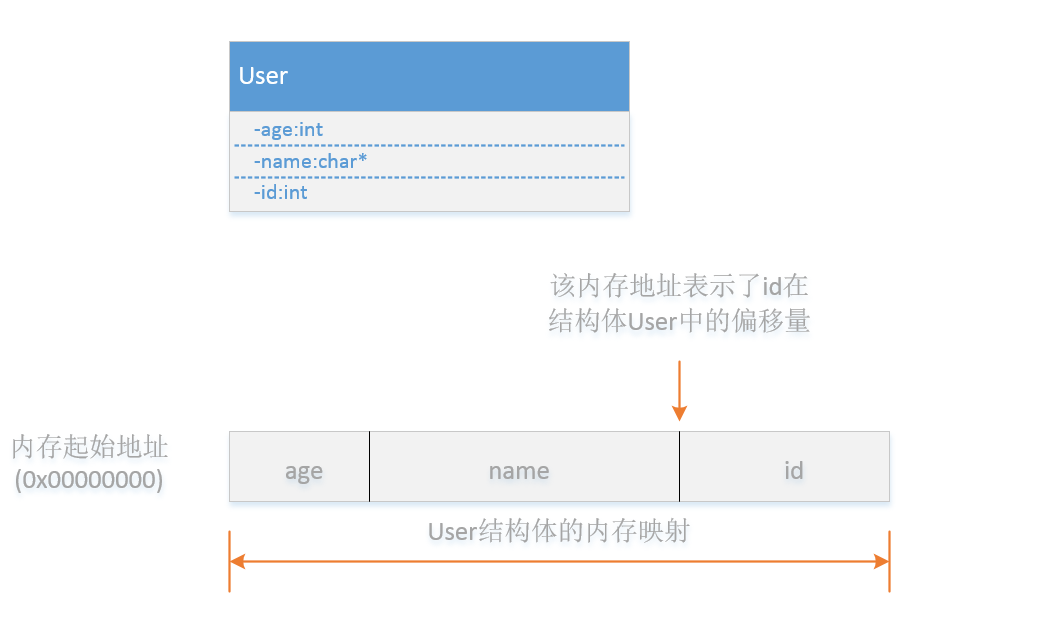 User
-age:int
-name:char*
-id:int
该内存地址表示了id在
结构体User中的偏移量
内存起始地址
(0x00000000)
age
name
id
User结构体的内存映射